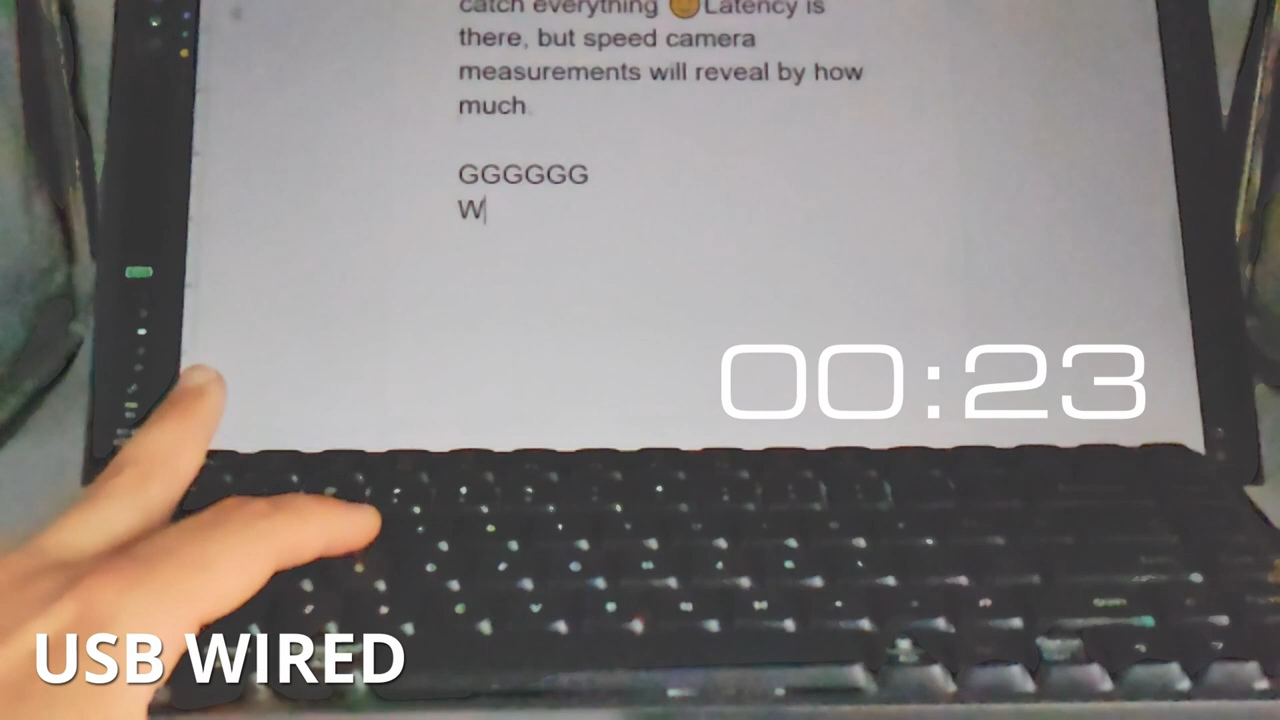 catch everything 😊Latency is
there, but speed camera
measurements will reveal by how
much.
GGGGGG
W
00:23
USB WIRED